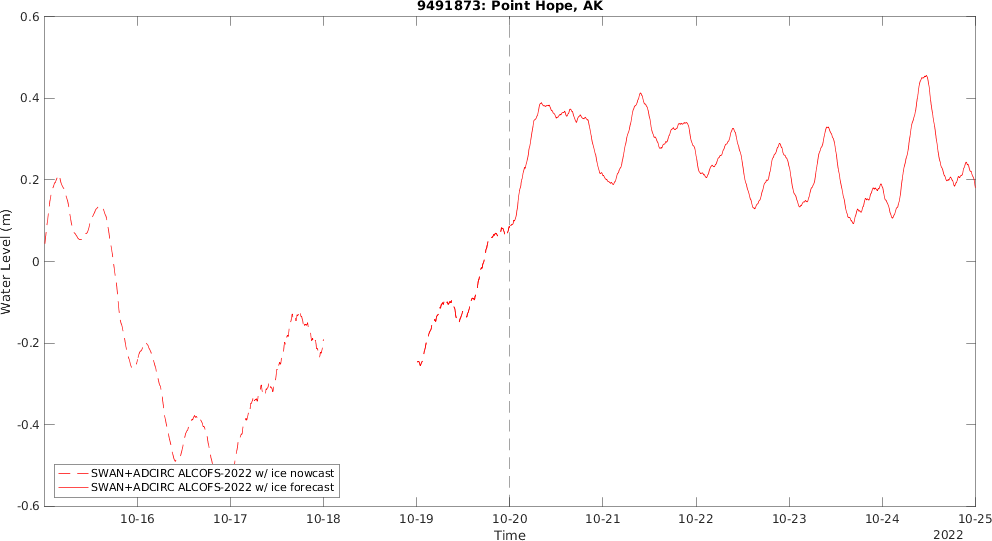 9491873: Point Hope, AK
Water Level (m)
0.6
0.4
0.2
0
-0.2
-0.4
-0.6
SWAN+ADCIRC ALCOFS-2022 w/ ice nowcast
SWAN+ADCIRC ALCOFS-2022 w/ ice forecast
10-16 10-17 10-18 10-19 10-20 10-21 10-22 10-23 10-24 10-25
Time
2022